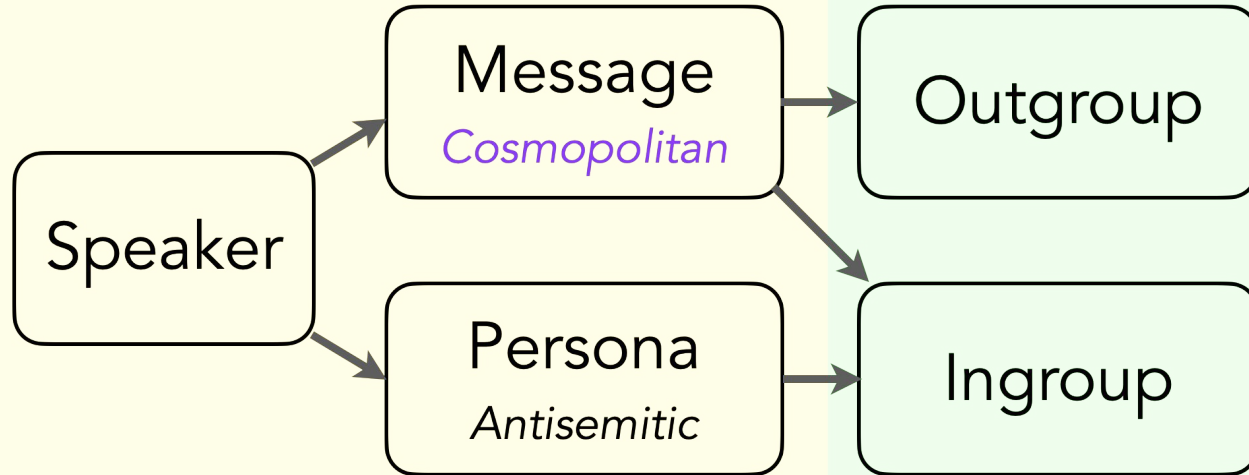 Speaker
Message
Cosmopolitan
Persona
Antisemitic
Outgroup
Ingroup